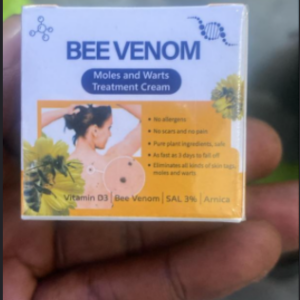 BEE VENOM
Moles and Warts
Treatment Cream
• No allergens
• No scars and no pain
• Pure plant ingredients, safe
• As fast as 3 days to fall off
• Eliminates all kinds of skin tags,
moles and warts
Vitamin D3 | Bee Venom | SAL 3% | Arnica